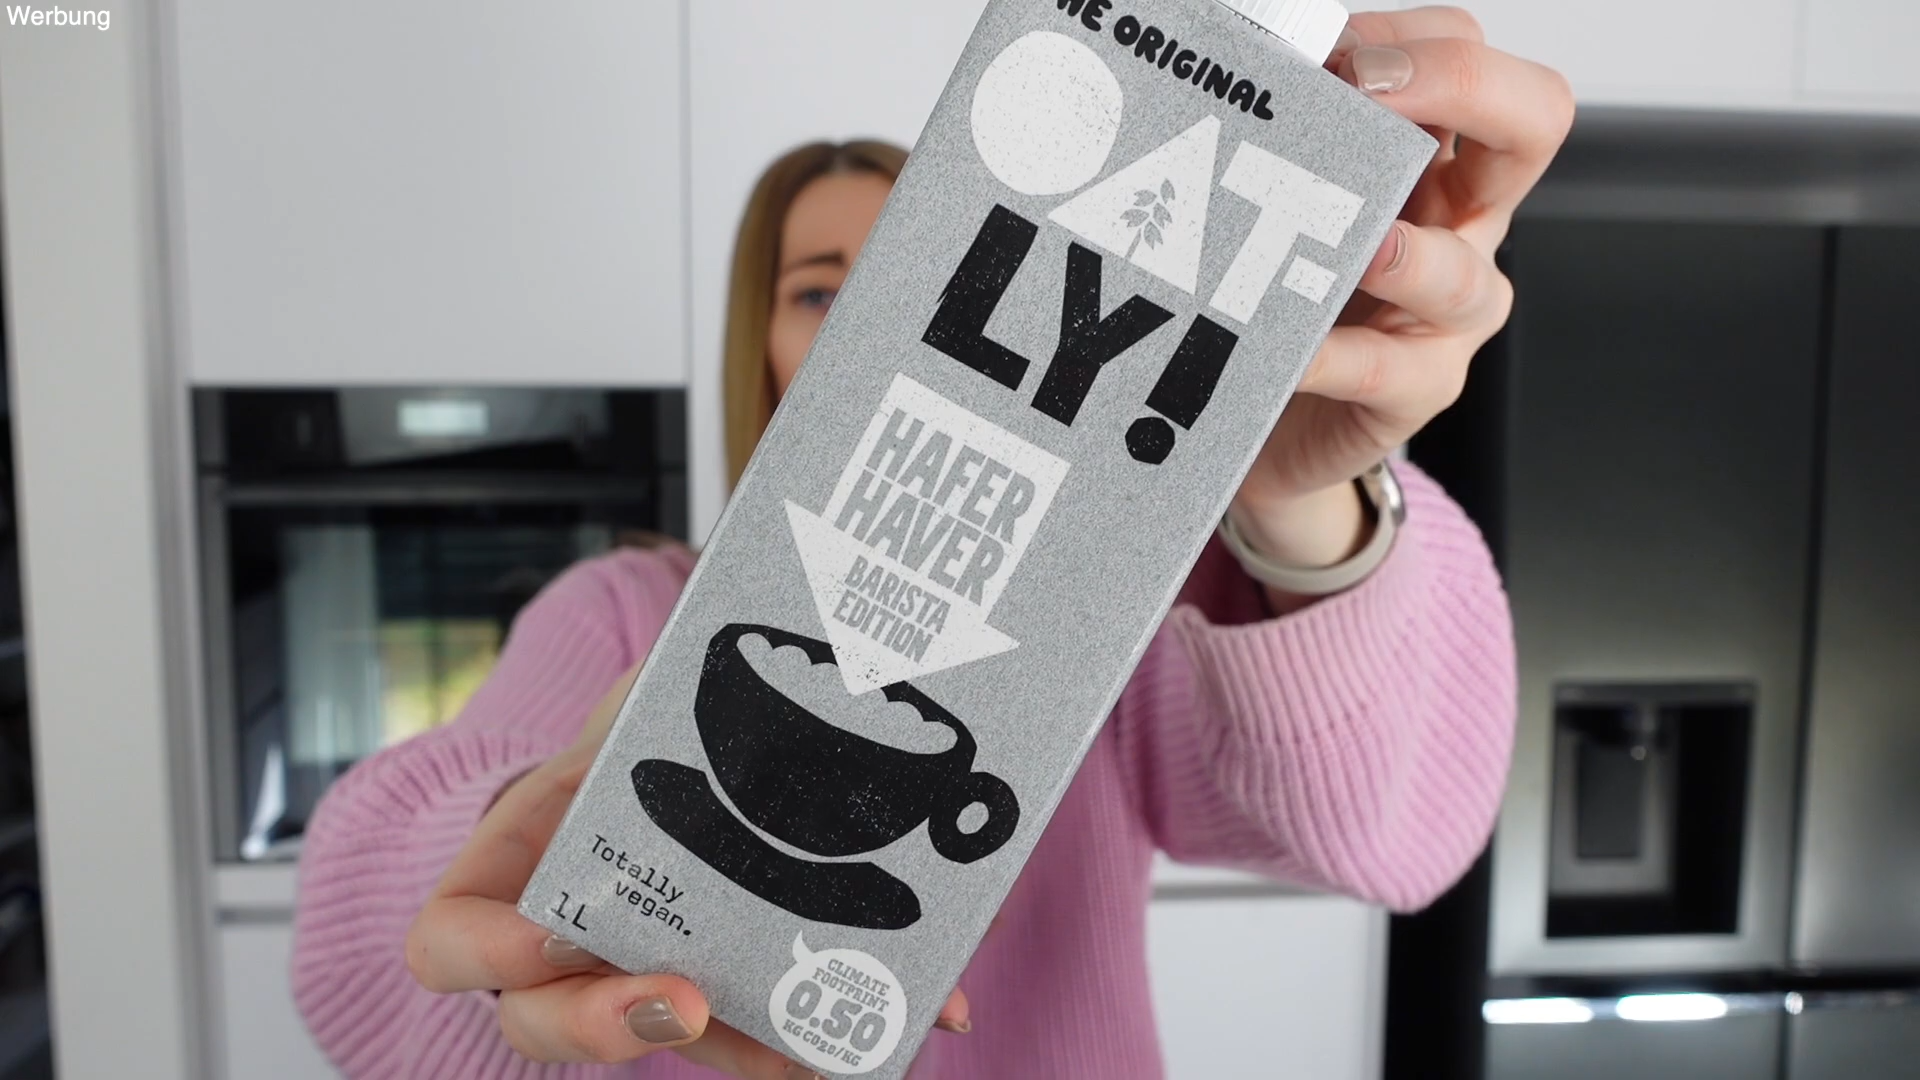 Werbung
HE ORIGINAL
OAT-
LY!
HAFER
HAVER
BARISTA
EDITION
Totally
vegan.
1L
CLIMATE
FOOTPRINT
0.50
KG CO2e/KG